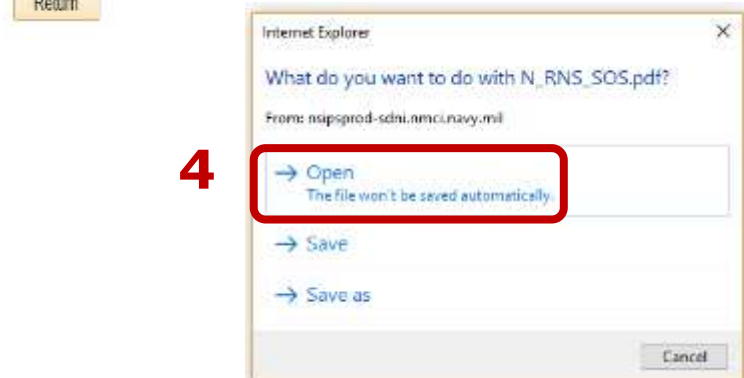 Return
Internet Explorer
What do you want to do with N_RNS_SOS.pdf?
From: nsipsprod-sdni.nmci.navy.mil
4
→ Open
The file won't be saved automatically.
→ Save
→ Save as
Cancel